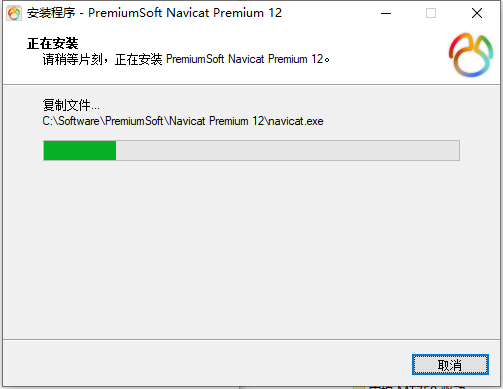 安装程序 - PremiumSoft Navicat Premium 12
正在安装
请稍等片刻，正在安装 PremiumSoft Navicat Premium 12。
复制文件...
C:\Software\PremiumSoft\Navicat Premium 12\navicat.exe
取消